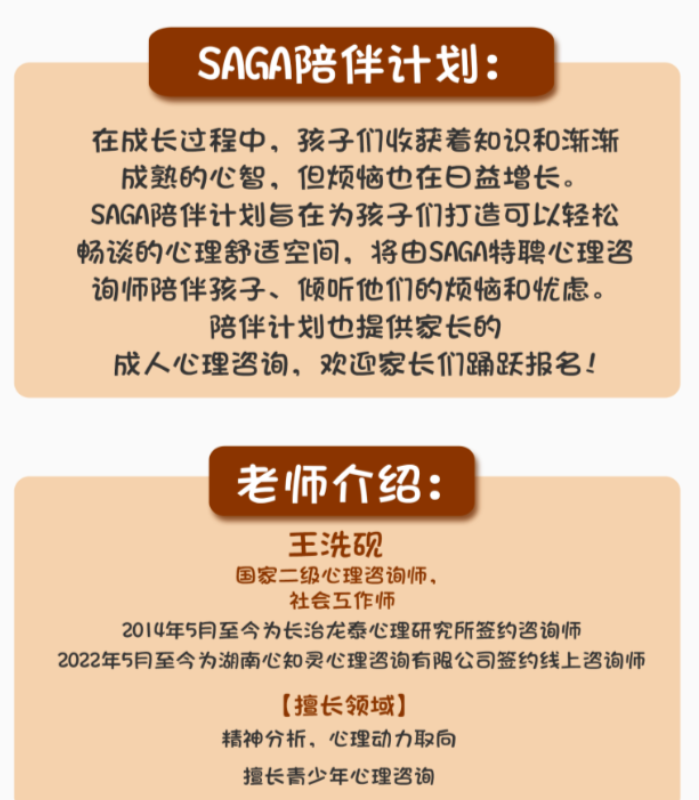 SAGA陪伴计划：
在成长过程中，孩子们收获着知识和渐渐
成熟的心智，但烦恼也在日益增长。
SAGA陪伴计划旨在为孩子们打造可以轻松
畅谈的心理舒适空间，将由SAGA特聘心理咨
询师陪伴孩子、倾听他们的烦恼和忧虑。
陪伴计划也提供家长的
成人心理咨询，欢迎家长们踊跃报名！
老师介绍：
王洗砚
国家二级心理咨询师，
社会工作师
2014年5月至今为长治龙泰心理研究所签约咨询师
2022年5月至今为湖南心知灵心理咨询有限公司签约线上咨询师
【擅长领域】
精神分析、心理动力取向
擅长青少年心理咨询